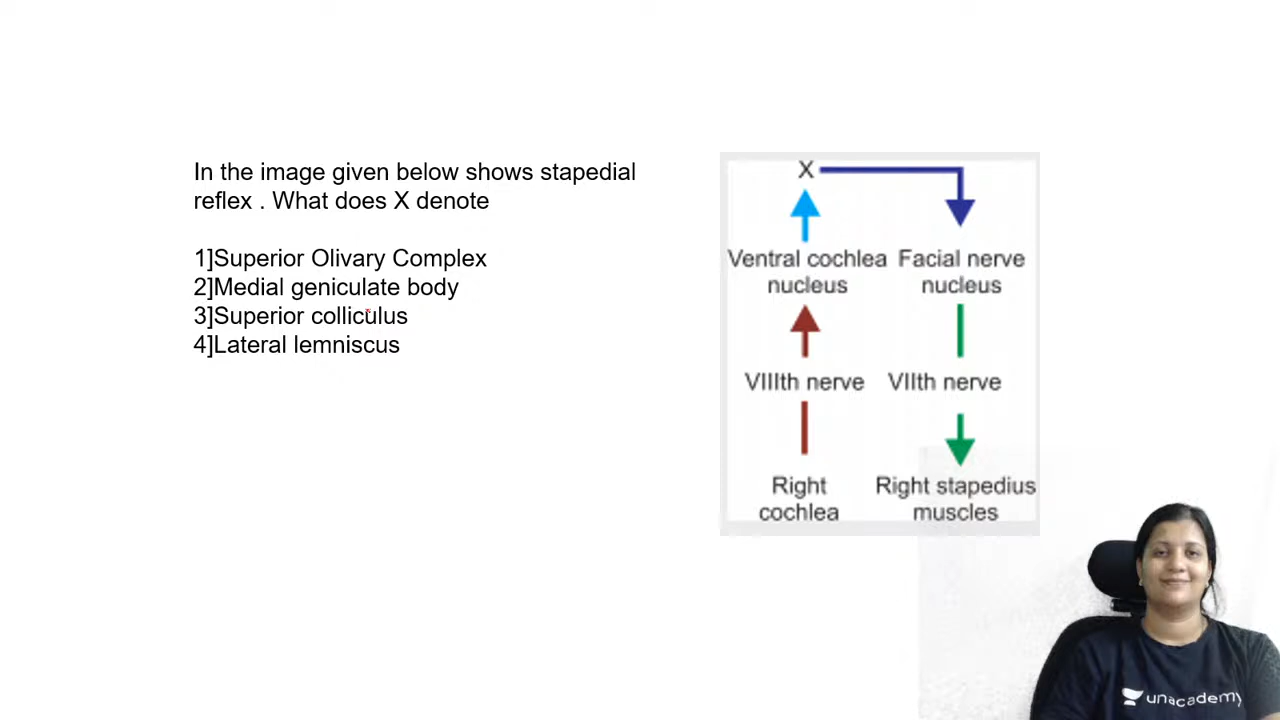 In the image given below shows stapedial
reflex . What does X denote
1]Superior Olivary Complex
2]Medial geniculate body
3]Superior colliculus
4]Lateral lemniscus
X
Ventral cochlea
nucleus
Facial nerve
nucleus
VIIIth nerve
VIIth nerve
Right
cochlea
Right stapedius
muscles
unacademy